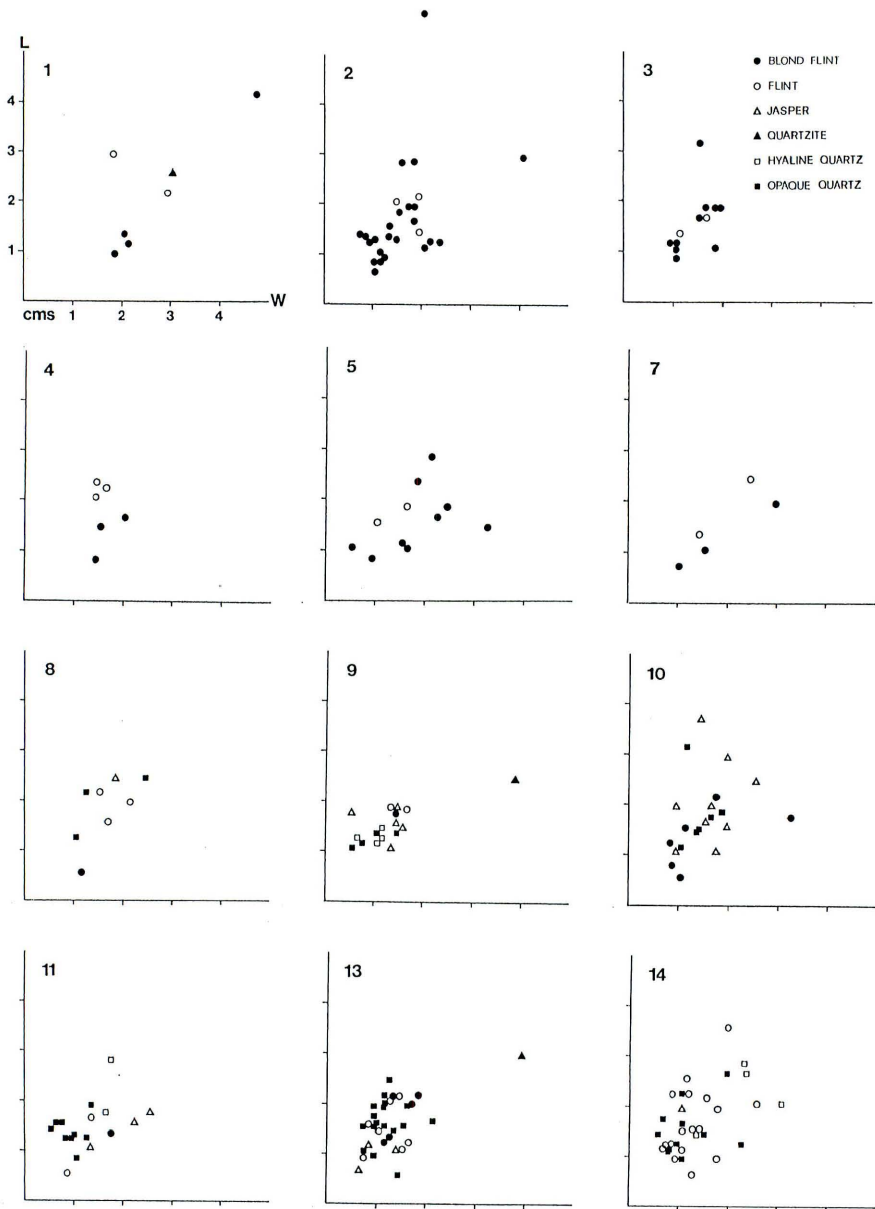 L
1
2
3
● BLOND FLINT
○ FLINT
△ JASPER
▲ QUARTZITE
□ HYALINE QUARTZ
■ OPAQUE QUARTZ
4
3
2
1
cms 1 2 3 4 W
4
5
7
8
9
10
11
13
14